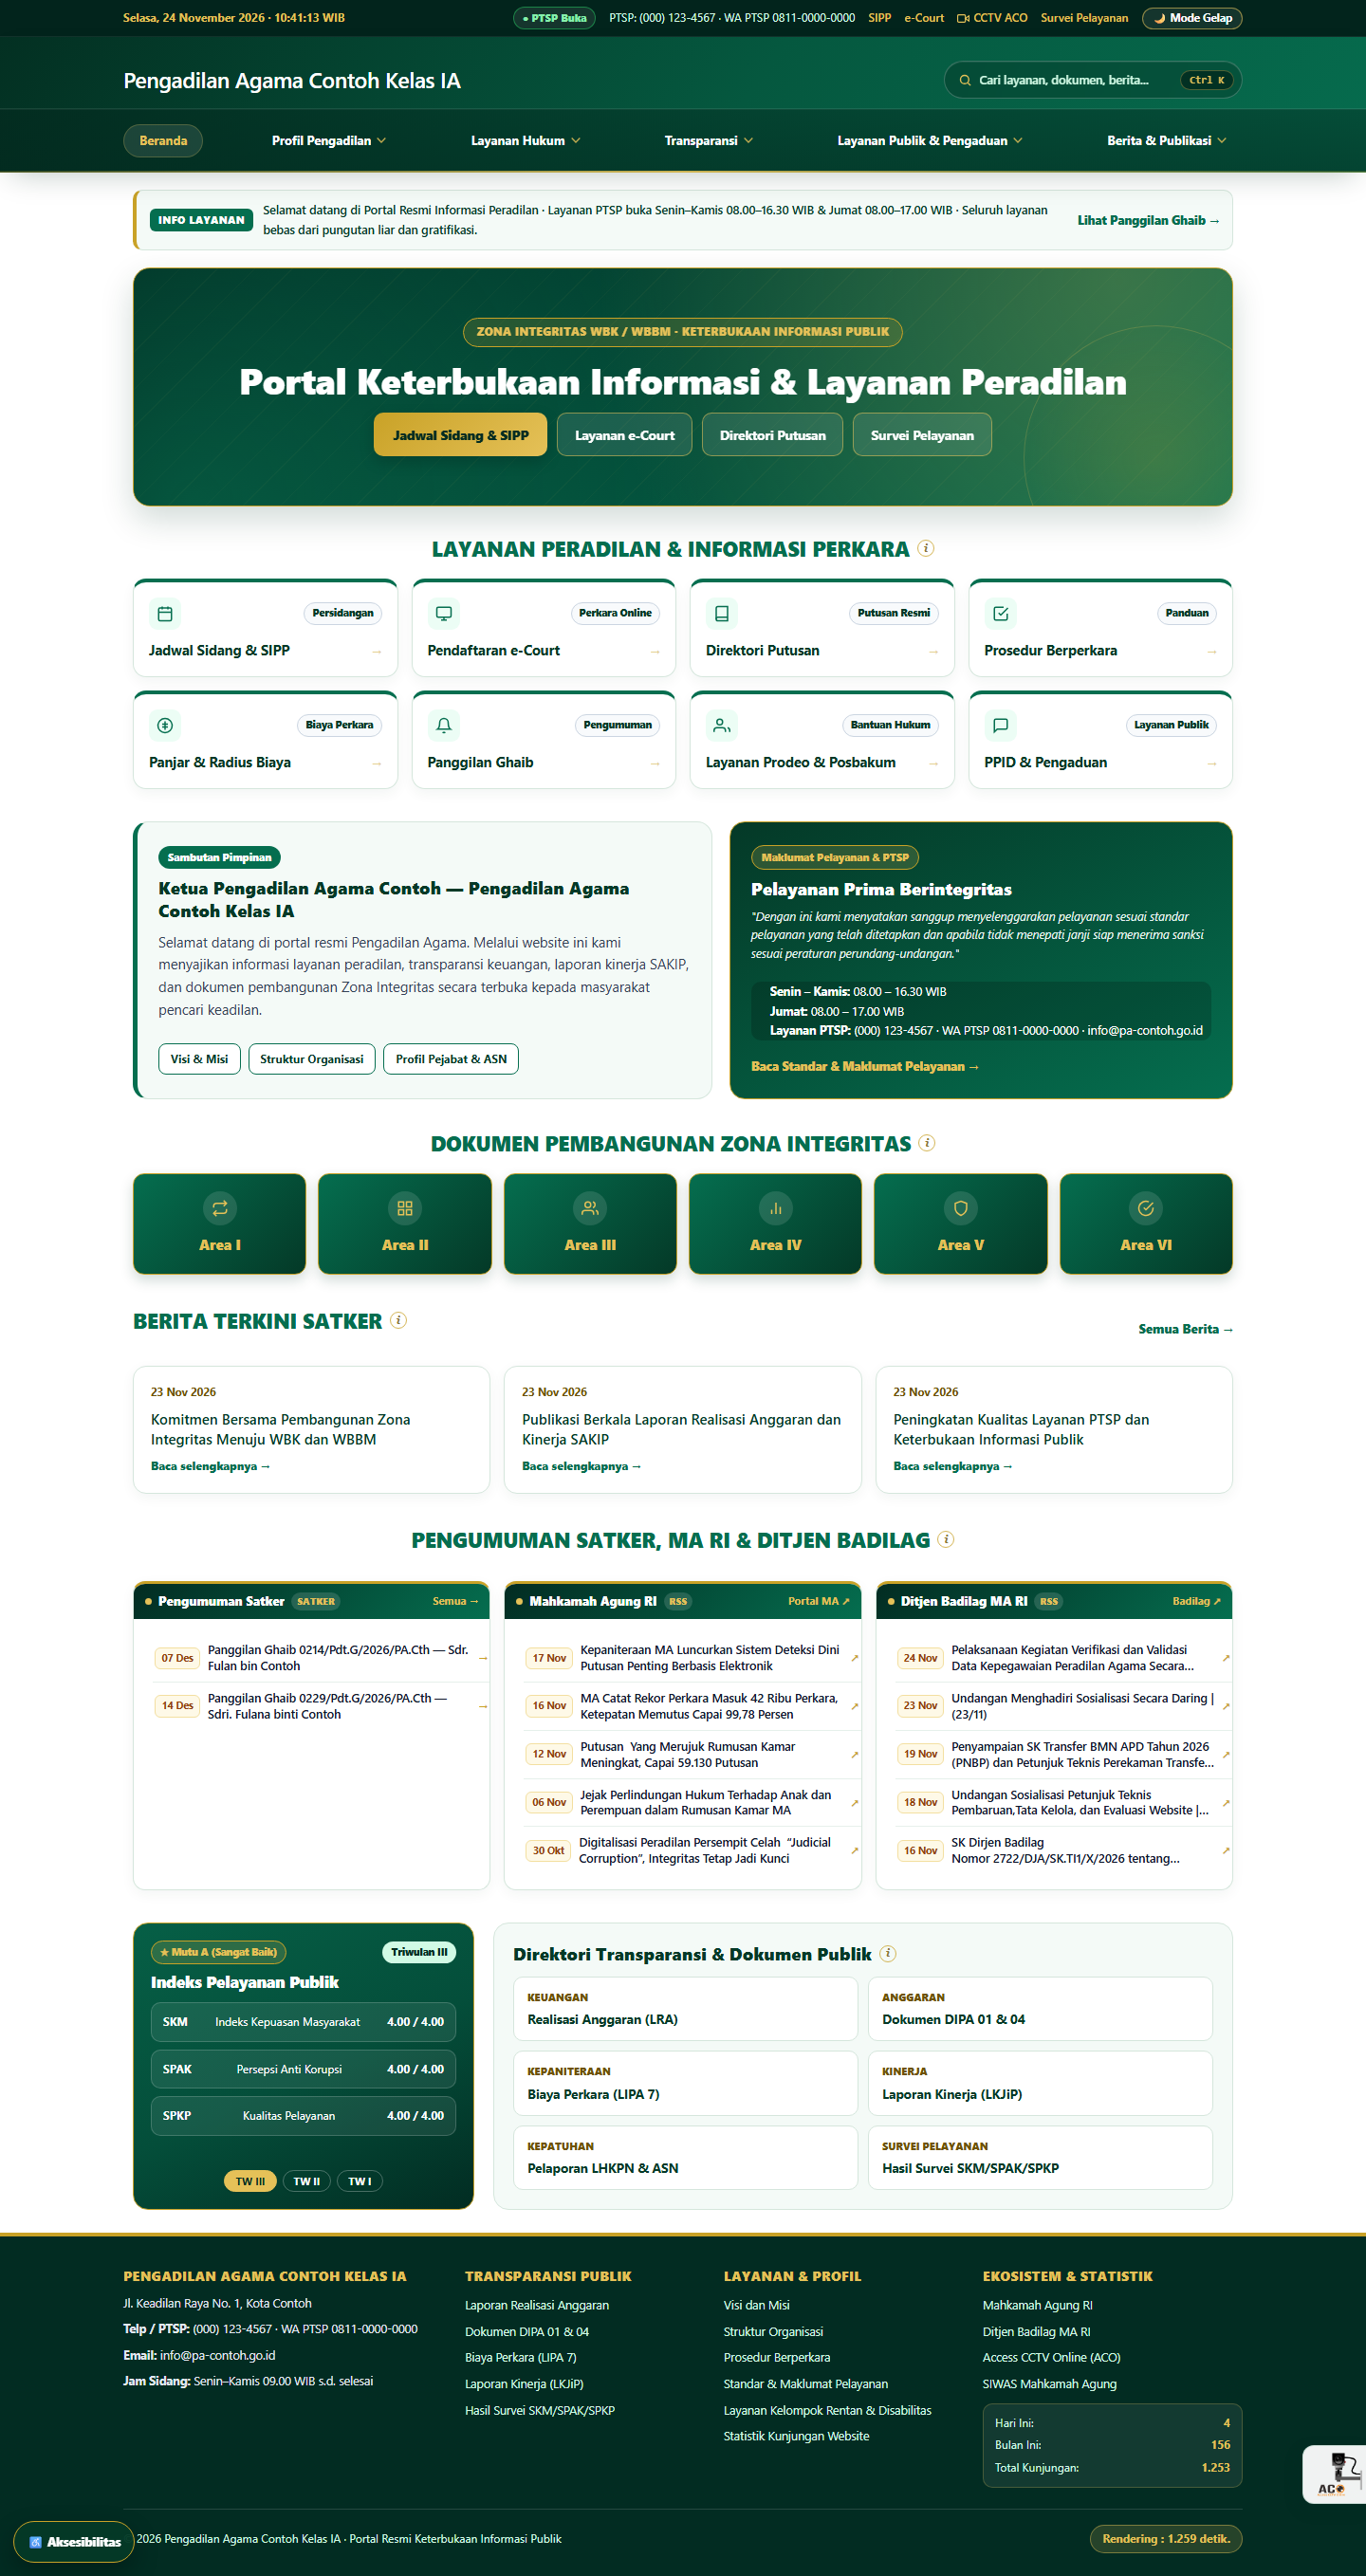 Selasa, 24 November 2026 · 10:41:13 WIB
● PTSP Buka
PTSP: (000) 123-4567 · WA PTSP 0811-0000-0000
SIPP
e-Court
CCTV ACO
Survei Pelayanan
🌙 Mode Gelap
Pengadilan Agama Contoh Kelas IA
Cari layanan, dokumen, berita...
Ctrl K
Beranda
Profil Pengadilan
Layanan Hukum
Transparansi
Layanan Publik & Pengaduan
Berita & Publikasi
INFO LAYANAN
Selamat datang di Portal Resmi Informasi Peradilan · Layanan PTSP buka Senin–Kamis 08.00–16.30 WIB & Jumat 08.00–17.00 WIB · Seluruh layanan
bebas dari pungutan liar dan gratifikasi.
Lihat Panggilan Ghaib →
ZONA INTEGRITAS WBK / WBBM · KETERBUKAAN INFORMASI PUBLIK
Portal Keterbukaan Informasi & Layanan Peradilan
Jadwal Sidang & SIPP
Layanan e-Court
Direktori Putusan
Survei Pelayanan
LAYANAN PERADILAN & INFORMASI PERKARA i
Persidangan
Jadwal Sidang & SIPP →
Perkara Online
Pendaftaran e-Court →
Putusan Resmi
Direktori Putusan →
Panduan
Prosedur Berperkara →
Biaya Perkara
Panjar & Radius Biaya →
Pengumuman
Panggilan Ghaib →
Bantuan Hukum
Layanan Prodeo & Posbakum →
Layanan Publik
PPID & Pengaduan →
Sambutan Pimpinan
Ketua Pengadilan Agama Contoh — Pengadilan Agama
Contoh Kelas IA
Selamat datang di portal resmi Pengadilan Agama. Melalui website ini kami
menyajikan informasi layanan peradilan, transparansi keuangan, laporan kinerja SAKIP,
dan dokumen pembangunan Zona Integritas secara terbuka kepada masyarakat
pencari keadilan.
Visi & Misi
Struktur Organisasi
Profil Pejabat & ASN
Maklumat Pelayanan & PTSP
Pelayanan Prima Berintegritas
"Dengan ini kami menyatakan sanggup menyelenggarakan pelayanan sesuai standar
pelayanan yang telah ditetapkan dan apabila tidak menepati janji siap menerima sanksi
sesuai peraturan perundang-undangan."
Senin – Kamis: 08.00 – 16.30 WIB
Jumat: 08.00 – 17.00 WIB
Layanan PTSP: (000) 123-4567 · WA PTSP 0811-0000-0000 · info@pa-contoh.go.id
Baca Standar & Maklumat Pelayanan →
DOKUMEN PEMBANGUNAN ZONA INTEGRITAS i
Area I
Area II
Area III
Area IV
Area V
Area VI
BERITA TERKINI SATKER i
Semua Berita →
23 Nov 2026
Komitmen Bersama Pembangunan Zona
Integritas Menuju WBK dan WBBM
Baca selengkapnya →
23 Nov 2026
Publikasi Berkala Laporan Realisasi Anggaran dan
Kinerja SAKIP
Baca selengkapnya →
23 Nov 2026
Peningkatan Kualitas Layanan PTSP dan
Keterbukaan Informasi Publik
Baca selengkapnya →
PENGUMUMAN SATKER, MA RI & DITJEN BADILAG i
Pengumuman Satker SATKER Semua →
07 Des
Panggilan Ghaib 0214/Pdt.G/2026/PA.Cth — Sdr.
Fulan bin Contoh →
14 Des
Panggilan Ghaib 0229/Pdt.G/2026/PA.Cth —
Sdri. Fulana binti Contoh →
Mahkamah Agung RI RSS Portal MA ↗
17 Nov
Kepaniteraan MA Luncurkan Sistem Deteksi Dini
Putusan Penting Berbasis Elektronik ↗
16 Nov
MA Catat Rekor Perkara Masuk 42 Ribu Perkara,
Ketepatan Memutus Capai 99,78 Persen ↗
12 Nov
Putusan Yang Merujuk Rumusan Kamar
Meningkat, Capai 59.130 Putusan ↗
06 Nov
Jejak Perlindungan Hukum Terhadap Anak dan
Perempuan dalam Rumusan Kamar MA ↗
30 Okt
Digitalisasi Peradilan Persempit Celah “Judicial
Corruption”, Integritas Tetap Jadi Kunci ↗
Ditjen Badilag MA RI RSS Badilag ↗
24 Nov
Pelaksanaan Kegiatan Verifikasi dan Validasi
Data Kepegawaian Peradilan Agama Secara... ↗
23 Nov
Undangan Menghadiri Sosialisasi Secara Daring |
(23/11) ↗
19 Nov
Penyampaian SK Transfer BMN APD Tahun 2026
(PNBP) dan Petunjuk Teknis Perekaman Transfe... ↗
18 Nov
Undangan Sosialisasi Petunjuk Teknis
Pembaruan,Tata Kelola, dan Evaluasi Website |... ↗
16 Nov
SK Dirjen Badilag
Nomor 2722/DJA/SK.TI1/X/2026 tentang... ↗
★ Mutu A (Sangat Baik)
Triwulan III
Indeks Pelayanan Publik
SKM Indeks Kepuasan Masyarakat 4.00 / 4.00
SPAK Persepsi Anti Korupsi 4.00 / 4.00
SPKP Kualitas Pelayanan 4.00 / 4.00
TW III
TW II
TW I
Direktori Transparansi & Dokumen Publik i
KEUANGAN
Realisasi Anggaran (LRA)
ANGGARAN
Dokumen DIPA 01 & 04
KEPANITERAAN
Biaya Perkara (LIPA 7)
KINERJA
Laporan Kinerja (LKJiP)
KEPATUHAN
Pelaporan LHKPN & ASN
SURVEI PELAYANAN
Hasil Survei SKM/SPAK/SPKP
PENGADILAN AGAMA CONTOH KELAS IA
Jl. Keadilan Raya No. 1, Kota Contoh
Telp / PTSP: (000) 123-4567 · WA PTSP 0811-0000-0000
Email: info@pa-contoh.go.id
Jam Sidang: Senin–Kamis 09.00 WIB s.d. selesai
TRANSPARANSI PUBLIK
Laporan Realisasi Anggaran
Dokumen DIPA 01 & 04
Biaya Perkara (LIPA 7)
Laporan Kinerja (LKJiP)
Hasil Survei SKM/SPAK/SPKP
LAYANAN & PROFIL
Visi dan Misi
Struktur Organisasi
Prosedur Berperkara
Standar & Maklumat Pelayanan
Layanan Kelompok Rentan & Disabilitas
Statistik Kunjungan Website
EKOSISTEM & STATISTIK
Mahkamah Agung RI
Ditjen Badilag MA RI
Access CCTV Online (ACO)
SIWAS Mahkamah Agung
Hari Ini: 4
Bulan Ini: 156
Total Kunjungan: 1.253
ACO
♿ Aksesibilitas
2026 Pengadilan Agama Contoh Kelas IA · Portal Resmi Keterbukaan Informasi Publik
Rendering : 1.259 detik.